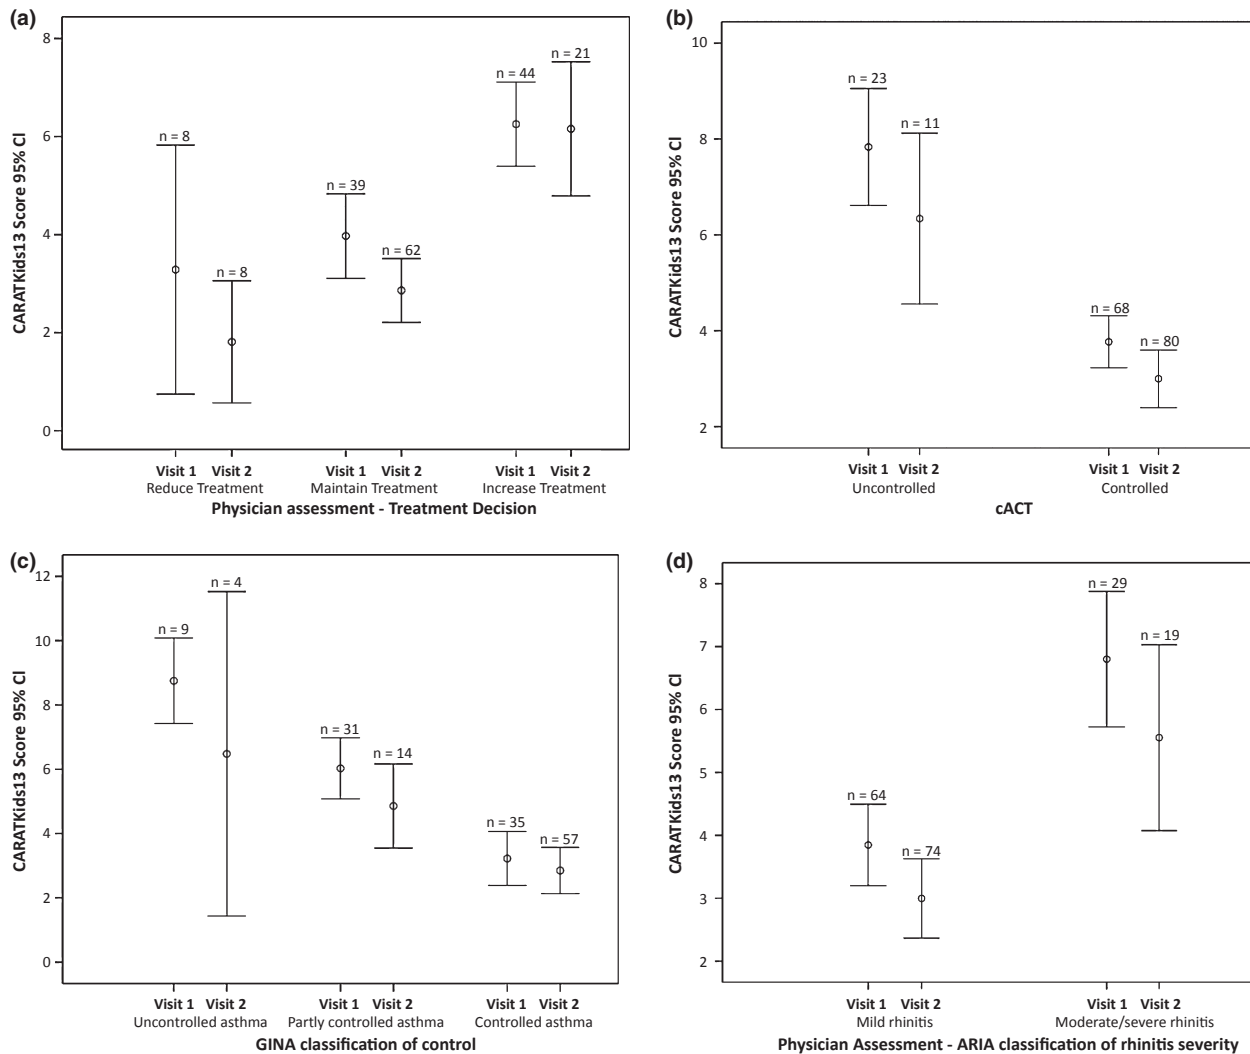 (a)
8
6
4
2
0
CARATKids13 Score 95% CI
n = 8
n = 8
n = 39
n = 62
n = 44
n = 21
Visit 1 Visit 2 Visit 1 Visit 2 Visit 1 Visit 2
Reduce Treatment Maintain Treatment Increase Treatment
Physician assessment - Treatment Decision
(b)
10
8
6
4
2
CARATKids13 Score 95% CI
n = 23
n = 11
n = 68
n = 80
Visit 1 Visit 2 Visit 1 Visit 2
Uncontrolled Controlled
cACT
(c)
12
10
8
6
4
2
0
CARATKids13 Score 95% CI
n = 9
n = 4
n = 31
n = 14
n = 35
n = 57
Visit 1 Visit 2 Visit 1 Visit 2 Visit 1 Visit 2
Uncontrolled asthma Partly controlled asthma Controlled asthma
GINA classification of control
(d)
8
7
6
5
4
3
2
CARATKids13 Score 95% CI
n = 64
n = 74
n = 29
n = 19
Visit 1 Visit 2 Visit 1 Visit 2
Mild rhinitis Moderate/severe rhinitis
Physician Assessment - ARIA classification of rhinitis severity